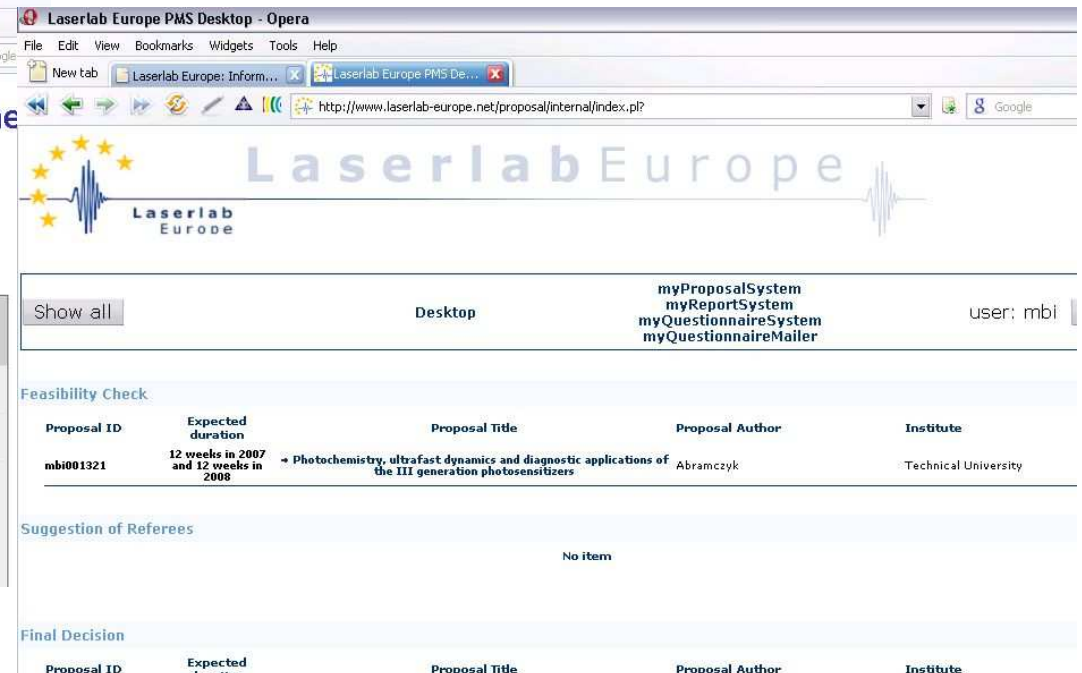 Laserlab Europe PMS Desktop - Opera
File Edit View Bookmarks Widgets Tools Help
New tab Laserlab Europe: Inform... Laserlab Europe PMS De...
http://www.laserlab-europe.net/proposal/internal/index.pl? Google
LaserlabEurope
Laserlab
Europe
Show all Desktop myProposalSystem
myReportSystem
myQuestionnaireSystem
myQuestionnaireMailer
user: mbi
Feasibility Check
Proposal ID Expected duration Proposal Title Proposal Author Institute
mbi001321 12 weeks in 2007 and 12 weeks in 2008 → Photochemistry, ultrafast dynamics and diagnostic applications of the III generation photosensitizers Abramczyk Technical University
Suggestion of Referees
No item
Final Decision
Proposal ID Expected Proposal Title Proposal Author Institute